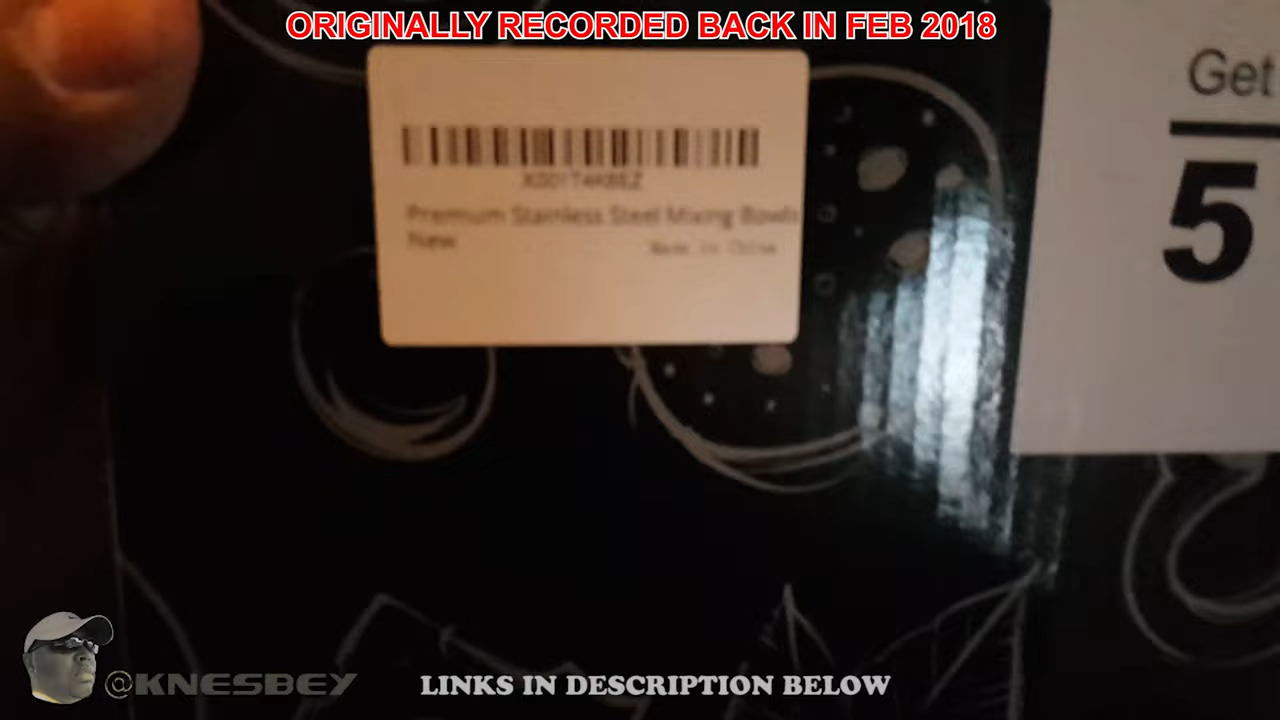 ORIGINALLY RECORDED BACK IN FEB 2018
Get
5
Premium Stainless Steel Mixing Bowls
New
Made in China
@KNESBEY
LINKS IN DESCRIPTION BELOW